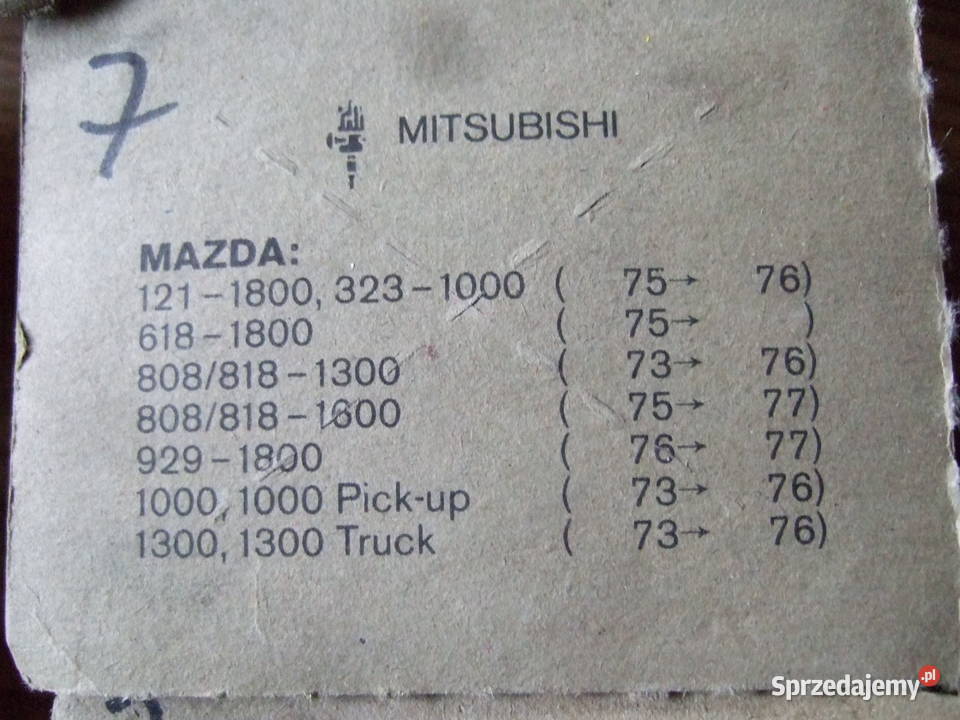 7
MITSUBISHI
MAZDA:
121–1800, 323–1000 ( 75→ 76)
618–1800 ( 75→ )
808/818–1300 ( 73→ 76)
808/818–1600 ( 75→ 77)
929–1800 ( 76→ 77)
1000, 1000 Pick-up ( 73→ 76)
1300, 1300 Truck ( 73→ 76)
Sprzedajemy.pl